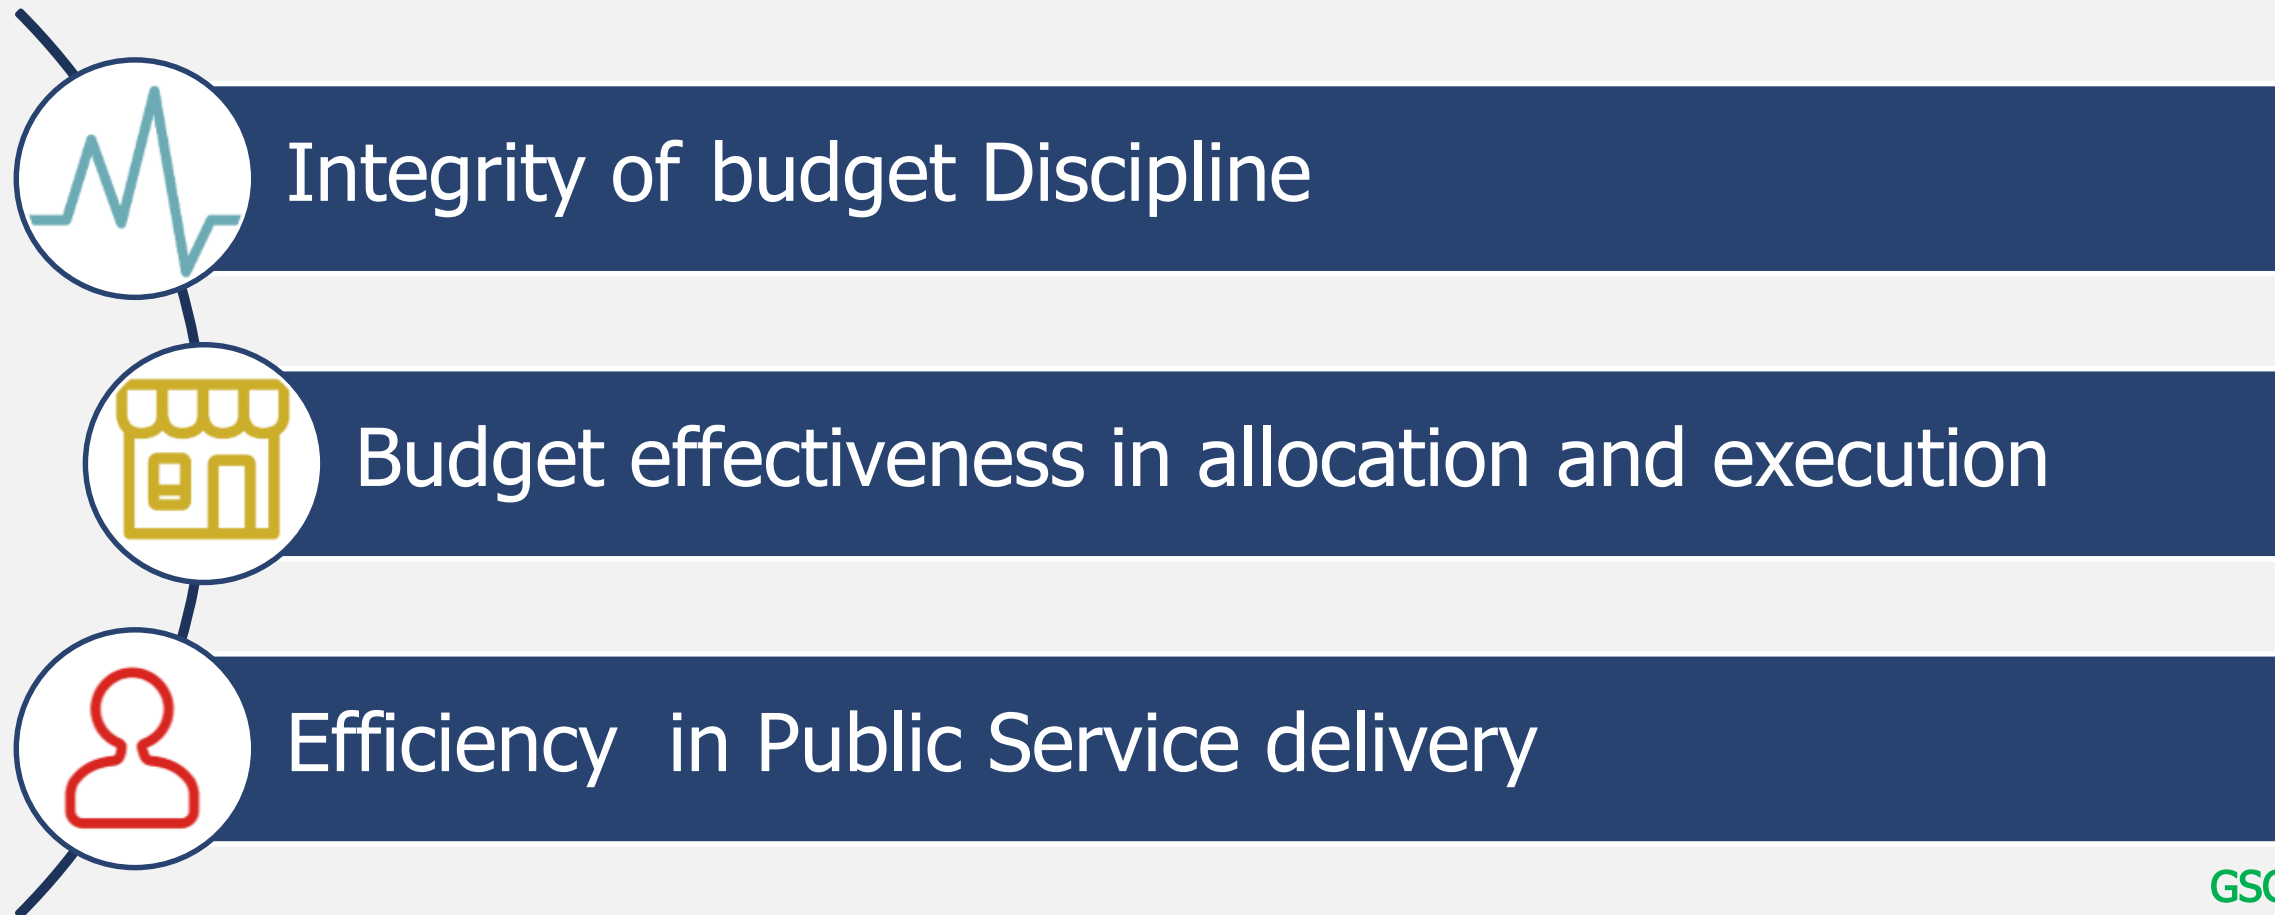 Integrity of budget Discipline
Budget effectiveness in allocation and execution
Efficiency in Public Service delivery